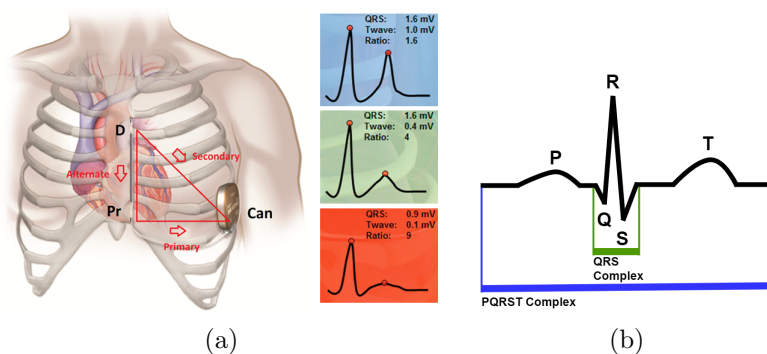 D
Secondary
Alternate
Pr
Can
Primary
QRS: 1.6 mV
Twave: 1.0 mV
Ratio: 1.6
QRS: 1.6 mV
Twave: 0.4 mV
Ratio: 4
QRS: 0.9 mV
Twave: 0.1 mV
Ratio: 9
R
P
T
Q
S
QRS
Complex
PQRST Complex
(a)
(b)